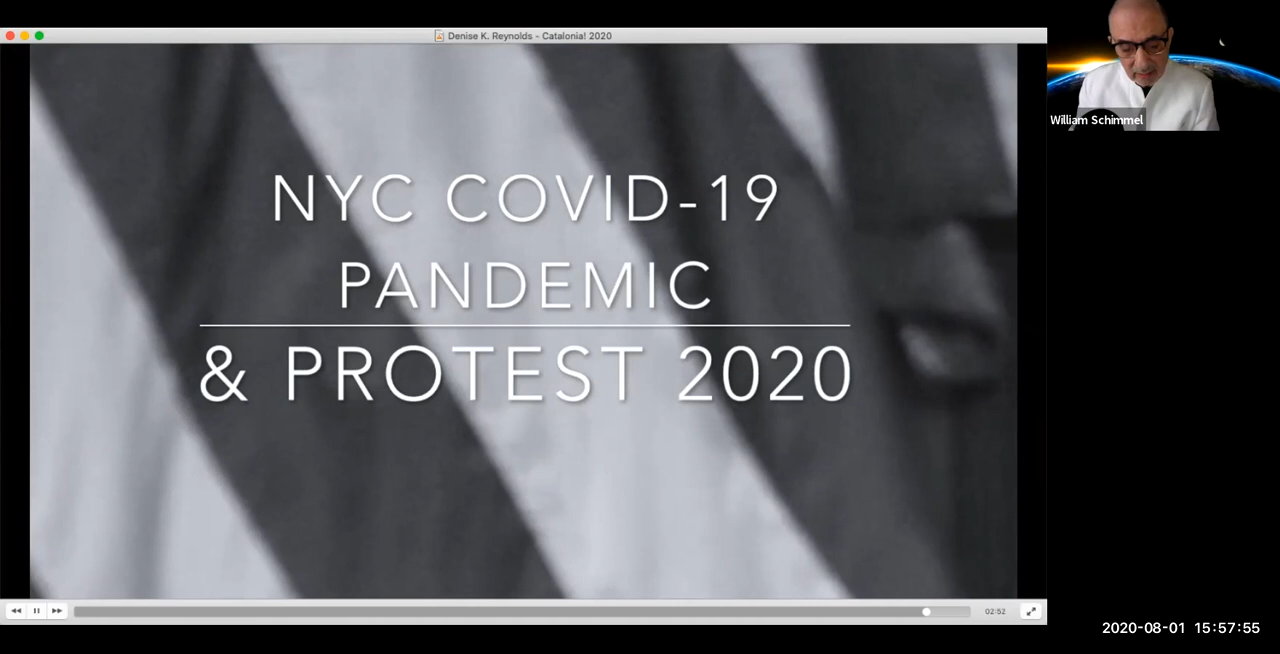 Denise K. Reynolds - Catalonia! 2020
NYC COVID-19
PANDEMIC
& PROTEST 2020
William Schimmel
02:52
2020-08-01 15:57:55